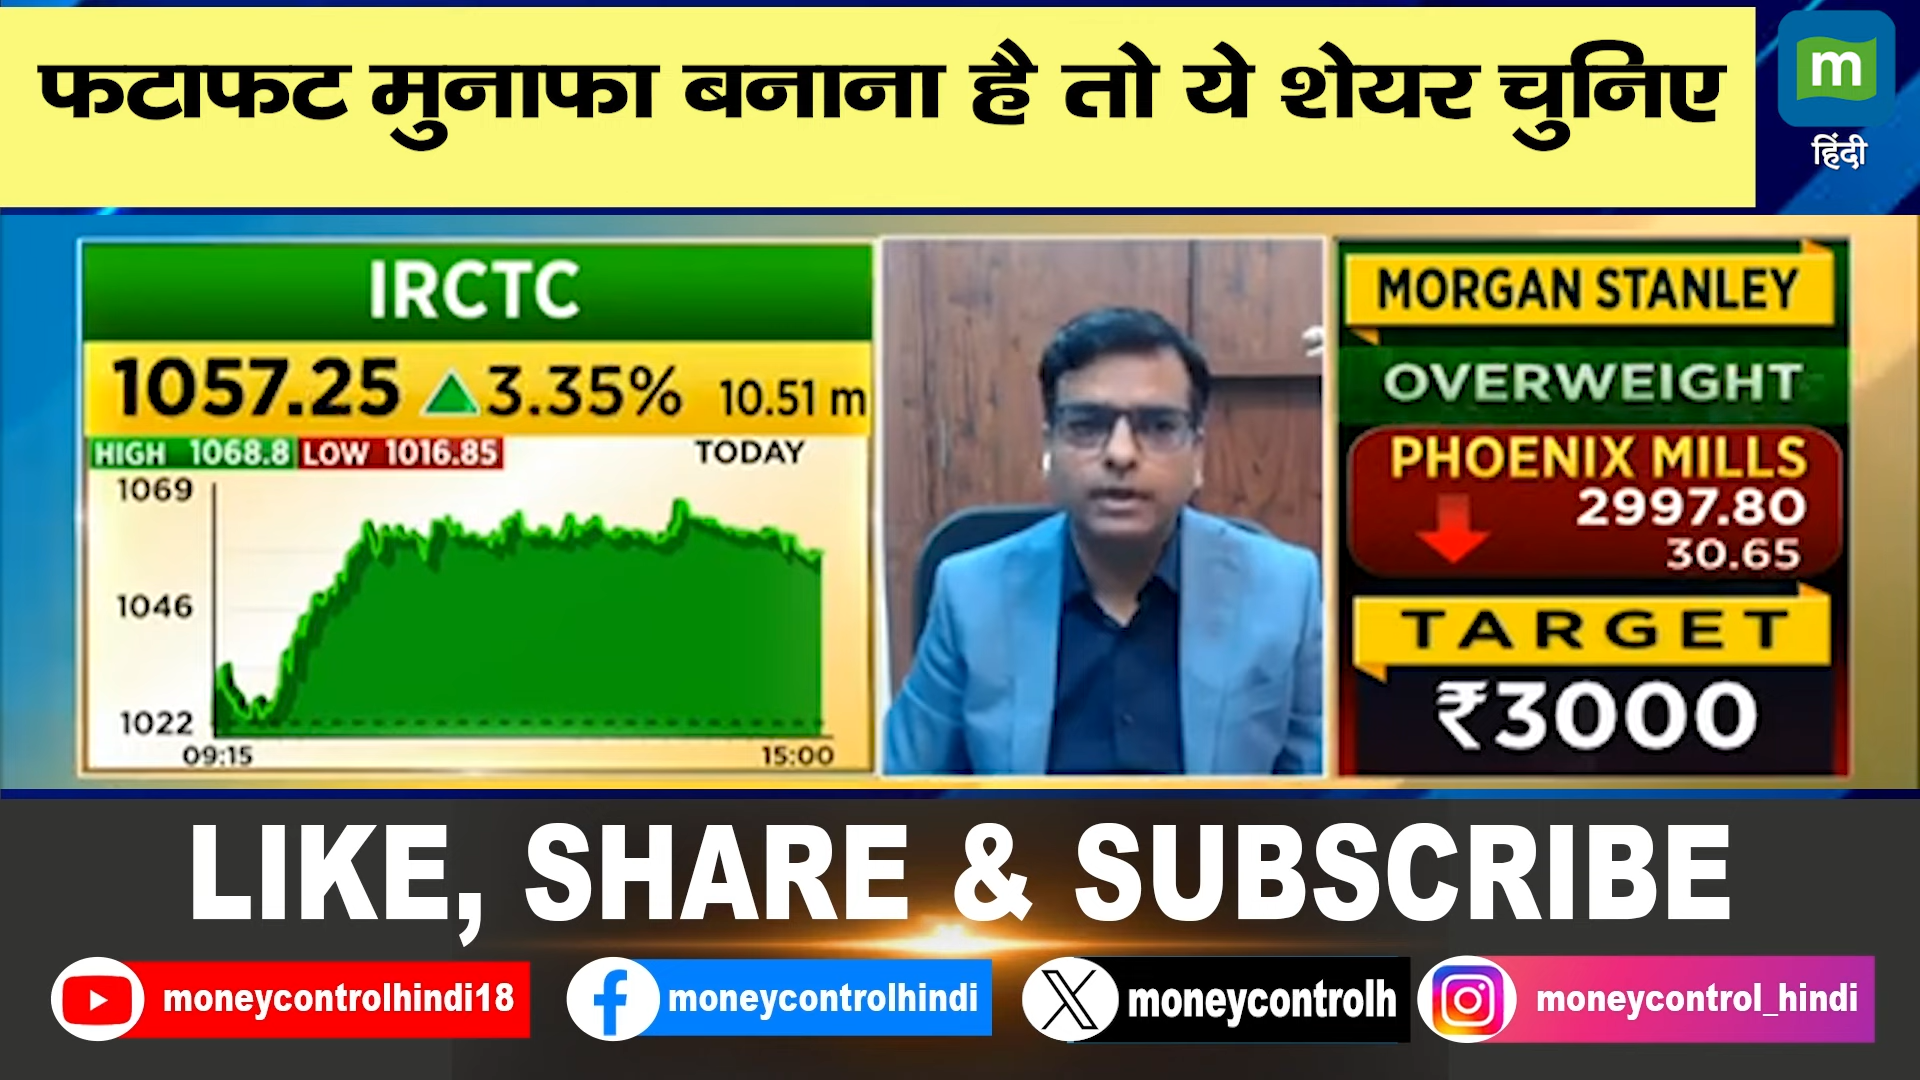 फटाफट मुनाफा बनाना है तो ये शेयर चुनिए
m
हिंदी
IRCTC
1057.25 3.35% 10.51 m
HIGH 1068.8 LOW 1016.85 TODAY
1069
1046
1022
09:15 15:00
MORGAN STANLEY
OVERWEIGHT
PHOENIX MILLS
2997.80
30.65
TARGET
₹3000
LIKE, SHARE & SUBSCRIBE
moneycontrolhindi18 moneycontrolhindi moneycontrolh moneycontrol_hindi